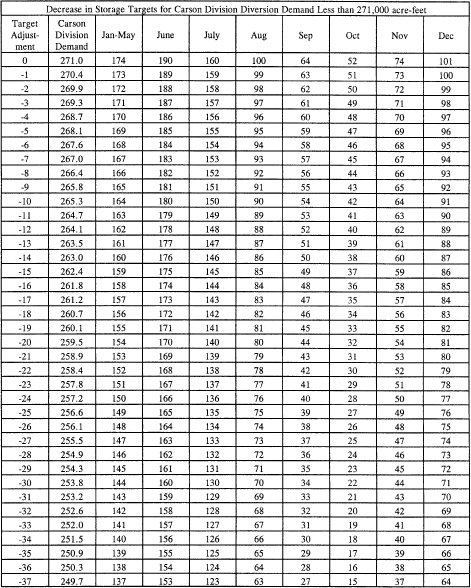 Decrease in Storage Targets for Carson Division Diversion Demand Less than 271,000 acre-feet
Target Adjust-ment Carson Division Demand Jan-May June July Aug Sep Oct Nov Dec
0 271.0 174 190 160 100 64 52 74 101
-1 270.4 173 189 159 99 63 51 73 100
-2 269.9 172 188 158 98 62 50 72 99
-3 269.3 171 187 157 97 61 49 71 98
-4 268.7 170 186 156 96 60 48 70 97
-5 268.1 169 185 155 95 59 47 69 96
-6 267.6 168 184 154 94 58 46 68 95
-7 267.0 167 183 153 93 57 45 67 94
-8 266.4 166 182 152 92 56 44 66 93
-9 265.8 165 181 151 91 55 43 65 92
-10 265.3 164 180 150 90 54 42 64 91
-11 264.7 163 179 149 89 53 41 63 90
-12 264.1 162 178 148 88 52 40 62 89
-13 263.5 161 177 147 87 51 39 61 88
-14 263.0 160 176 146 86 50 38 60 87
-15 262.4 159 175 145 85 49 37 59 86
-16 261.8 158 174 144 84 48 36 58 85
-17 261.2 157 173 143 83 47 35 57 84
-18 260.7 156 172 142 82 46 34 56 83
-19 260.1 155 171 141 81 45 33 55 82
-20 259.5 154 170 140 80 44 32 54 81
-21 258.9 153 169 139 79 43 31 53 80
-22 258.4 152 168 138 78 42 30 52 79
-23 257.8 151 167 137 77 41 29 51 78
-24 257.2 150 166 136 76 40 28 50 77
-25 256.6 149 165 135 75 39 27 49 76
-26 256.1 148 164 134 74 38 26 48 75
-27 255.5 147 163 133 73 37 25 47 74
-28 254.9 146 162 132 72 36 24 46 73
-29 254.3 145 161 131 71 35 23 45 72
-30 253.8 144 160 130 70 34 22 44 71
-31 253.2 143 159 129 69 33 21 43 70
-32 252.6 142 158 128 68 32 20 42 69
-33 252.0 141 157 127 67 31 19 41 68
-34 251.5 140 156 126 66 30 18 40 67
-35 250.9 139 155 125 65 29 17 39 66
-36 250.3 138 154 124 64 28 16 38 65
-37 249.7 137 153 123 63 27 15 37 64